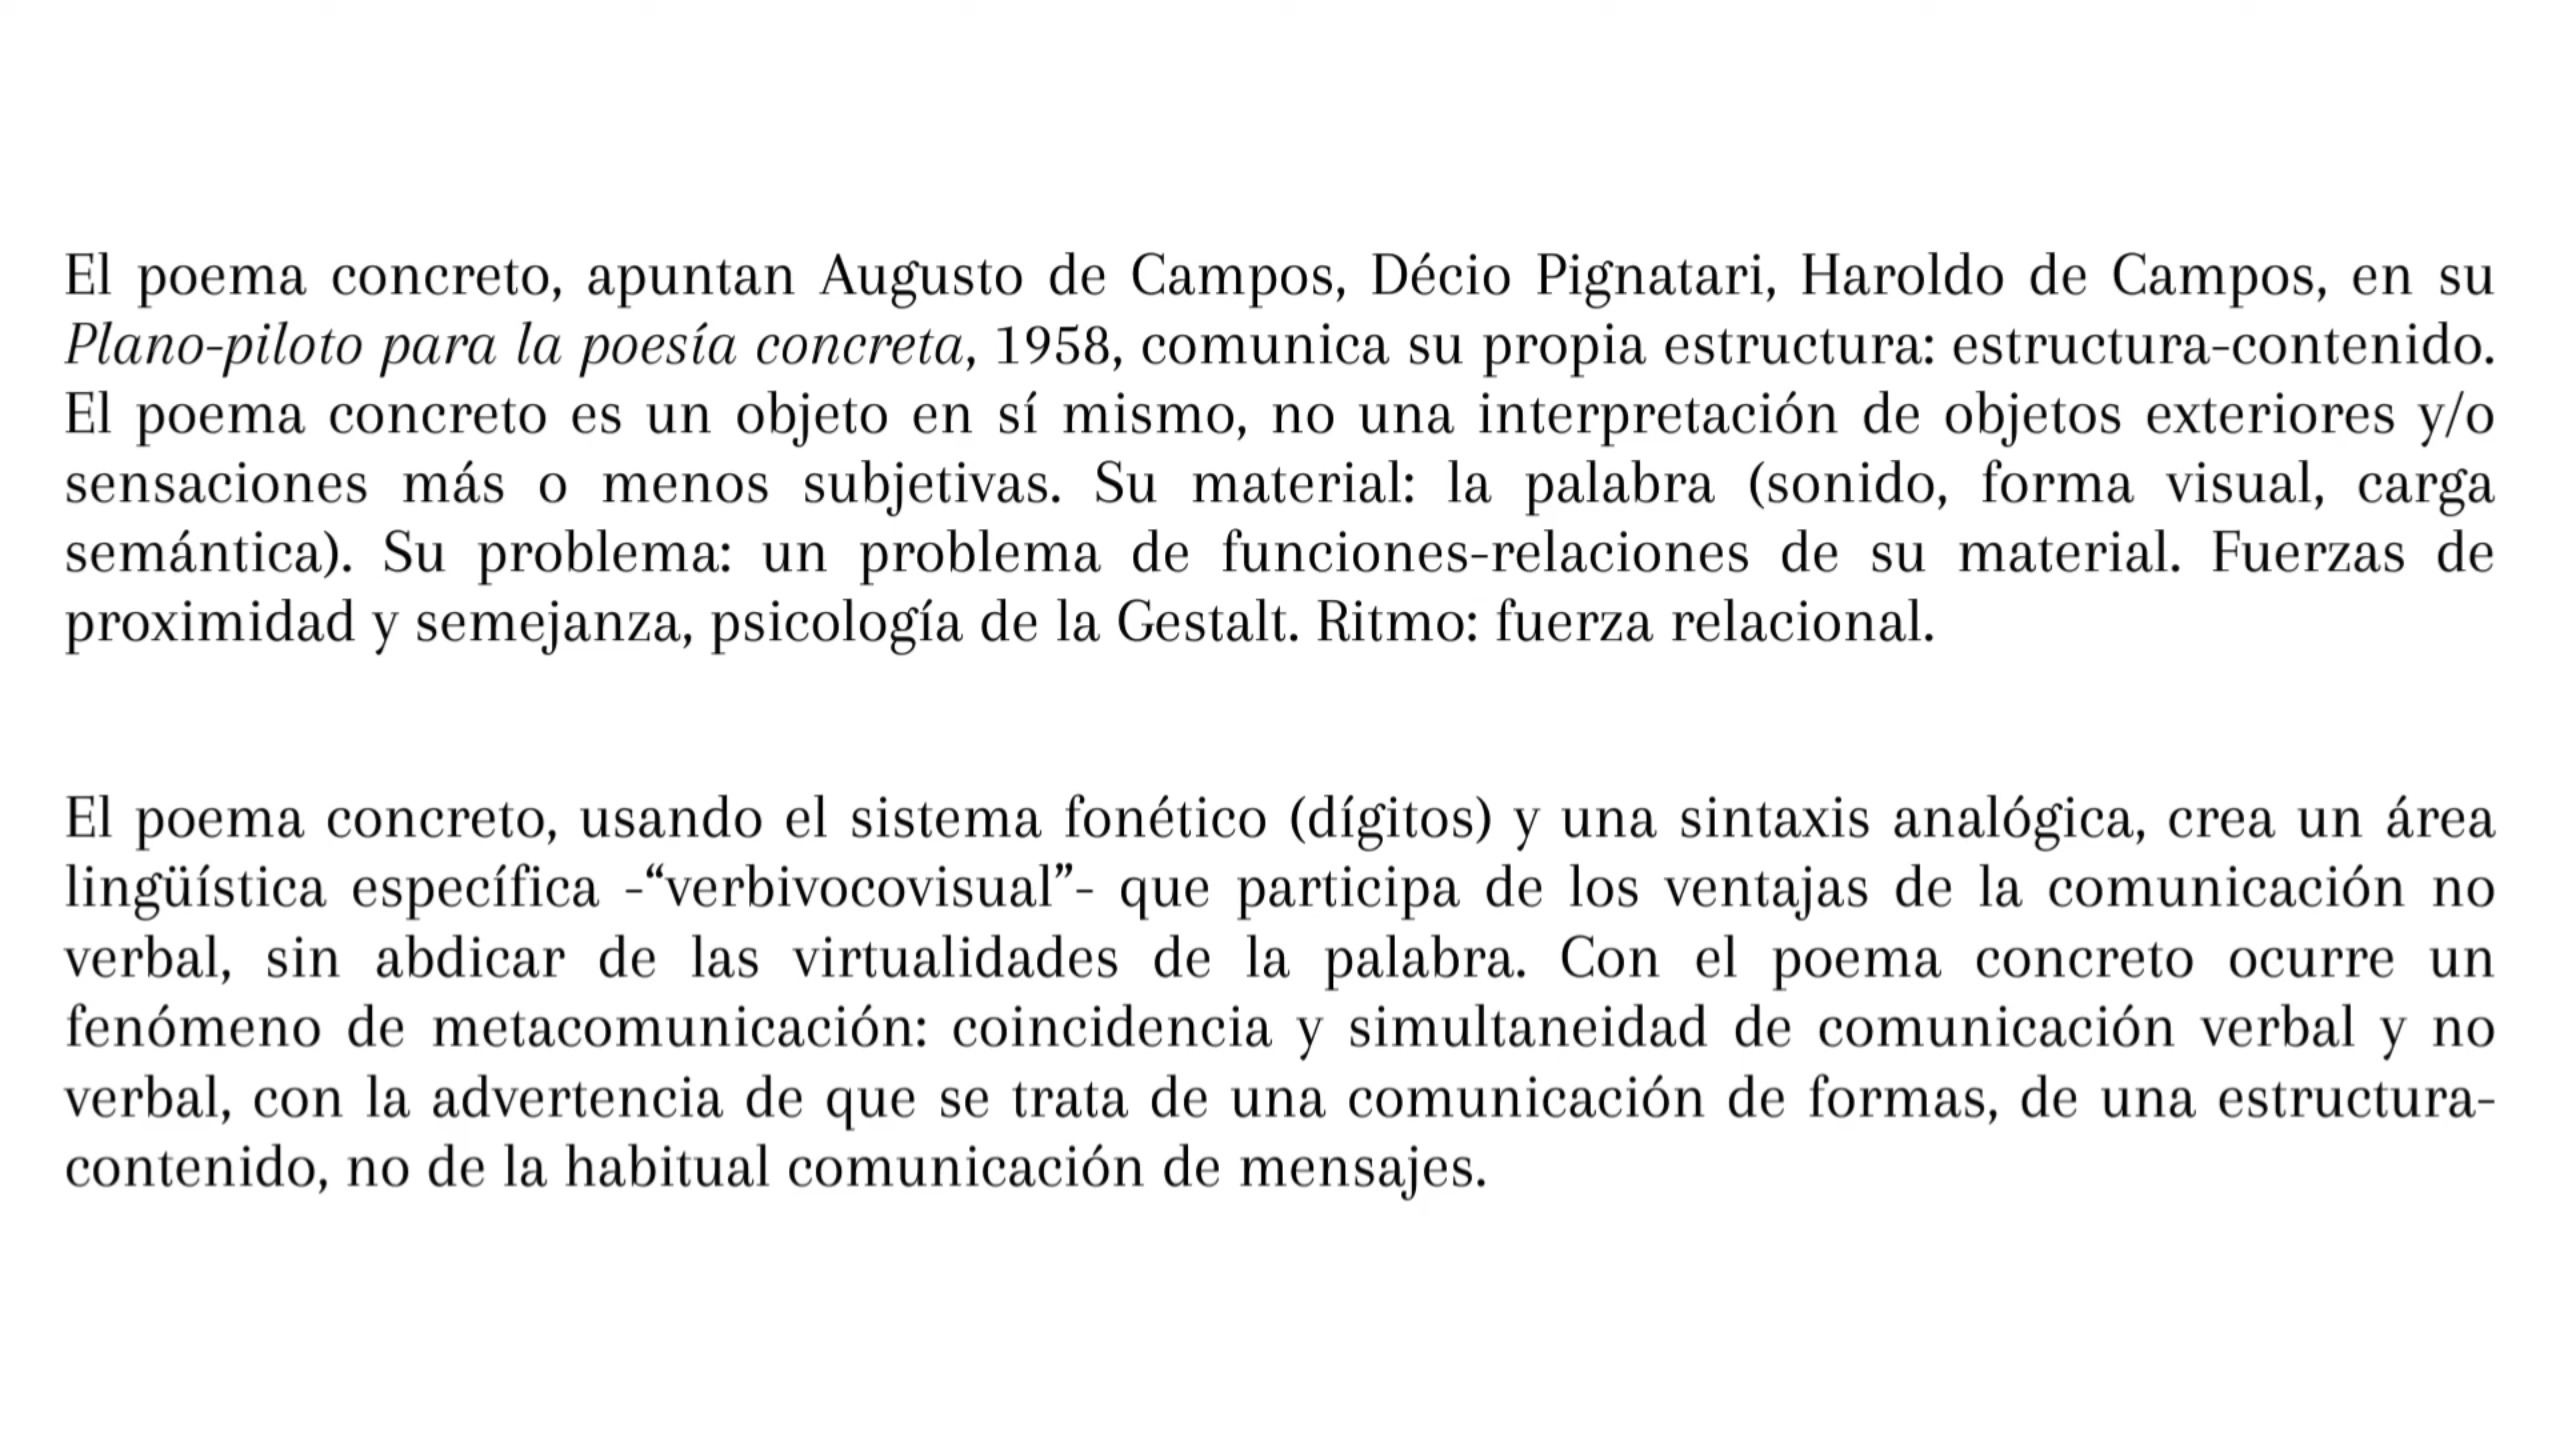 El poema concreto, apuntan Augusto de Campos, Décio Pignatari, Haroldo de Campos, en su
Plano-piloto para la poesía concreta, 1958, comunica su propia estructura: estructura-contenido.
El poema concreto es un objeto en sí mismo, no una interpretación de objetos exteriores y/o
sensaciones más o menos subjetivas. Su material: la palabra (sonido, forma visual, carga
semántica). Su problema: un problema de funciones-relaciones de su material. Fuerzas de
proximidad y semejanza, psicología de la Gestalt. Ritmo: fuerza relacional.
El poema concreto, usando el sistema fonético (dígitos) y una sintaxis analógica, crea un área
lingüística específica -“verbivocovisual”- que participa de los ventajas de la comunicación no
verbal, sin abdicar de las virtualidades de la palabra. Con el poema concreto ocurre un
fenómeno de metacomunicación: coincidencia y simultaneidad de comunicación verbal y no
verbal, con la advertencia de que se trata de una comunicación de formas, de una estructura-
contenido, no de la habitual comunicación de mensajes.